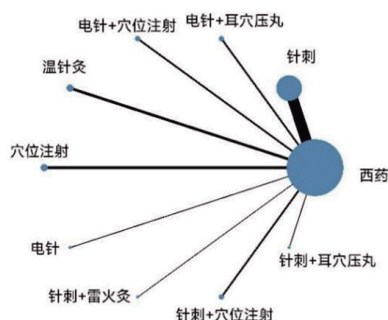 电针+穴位注射
电针+耳穴压丸
针刺
温针灸
穴位注射
西药
电针
针刺+耳穴压丸
针刺+雷火灸
针刺+穴位注射